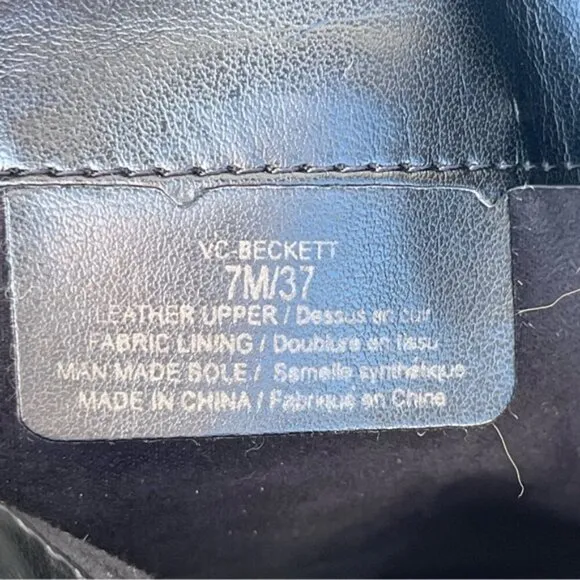 VC-BECKETT
7M/37
LEATHER UPPER / Dessus en cuir
FABRIC LINING / Doublure en tissu
MAN MADE SOLE / Semelle synthétique
MADE IN CHINA / Fabriqué en Chine